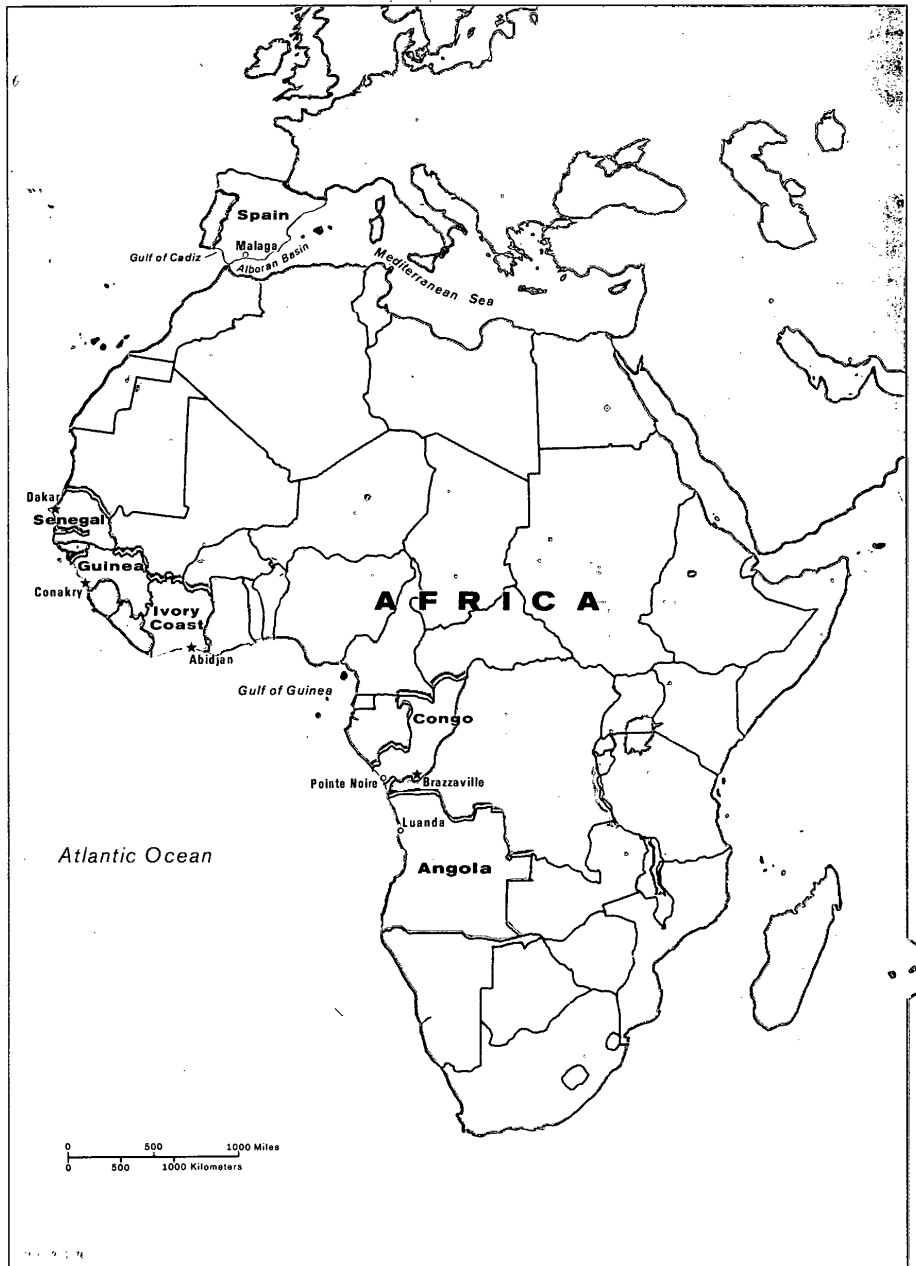 Spain
Malaga
Gulf of Cadiz
Alboran Basin
Mediterranean Sea
Dakar
Senegal
Guinea
Conakry
Ivory
Coast
Abidjan
AFRICA
Gulf of Guinea
Congo
Pointe Noire
Brazzaville
Luanda
Atlantic Ocean
Angola
0 500 1000 Miles
0 500 1000 Kilometers